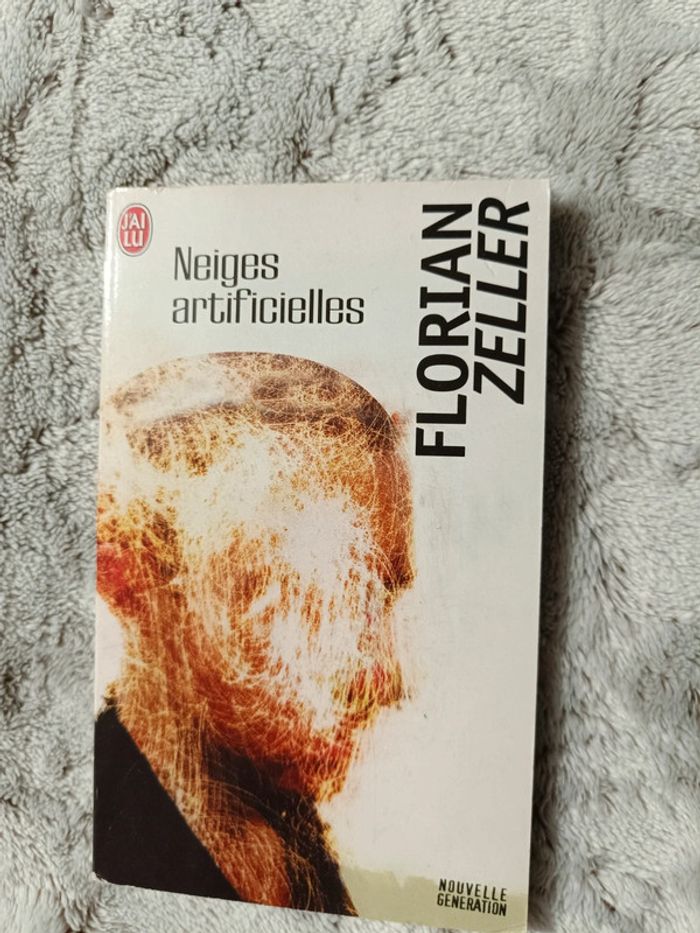 J'AI
LU
Neiges
artificielles
FLORIAN
ZELLER
NOUVELLE
GENERATION